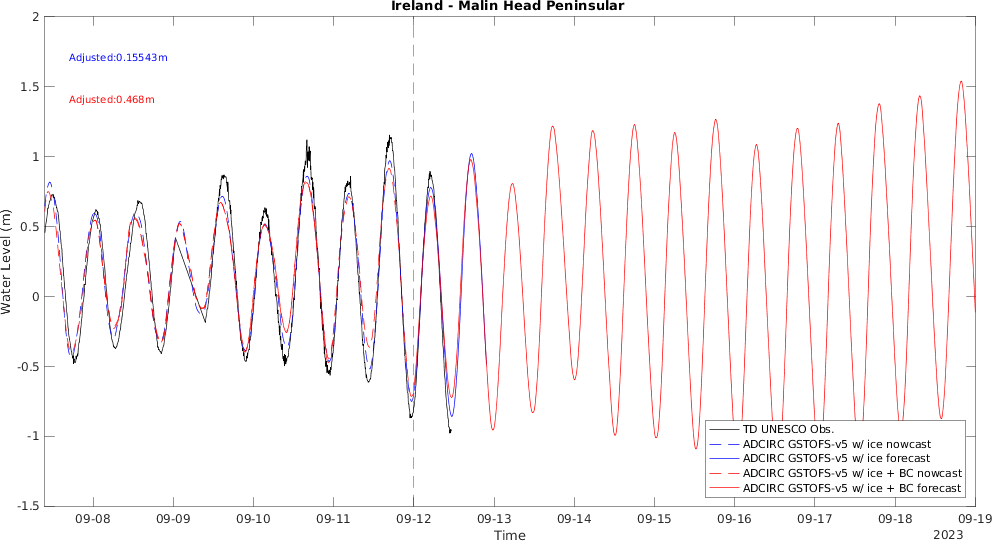 Ireland - Malin Head Peninsular
2
1.5
1
0.5
0
-0.5
-1
-1.5
Water Level (m)
Adjusted:0.15543m
Adjusted:0.468m
TD UNESCO Obs.
ADCIRC GSTOFS-v5 w/ ice nowcast
ADCIRC GSTOFS-v5 w/ ice forecast
ADCIRC GSTOFS-v5 w/ ice + BC nowcast
ADCIRC GSTOFS-v5 w/ ice + BC forecast
09-08 09-09 09-10 09-11 09-12 09-13 09-14 09-15 09-16 09-17 09-18 09-19
Time
2023